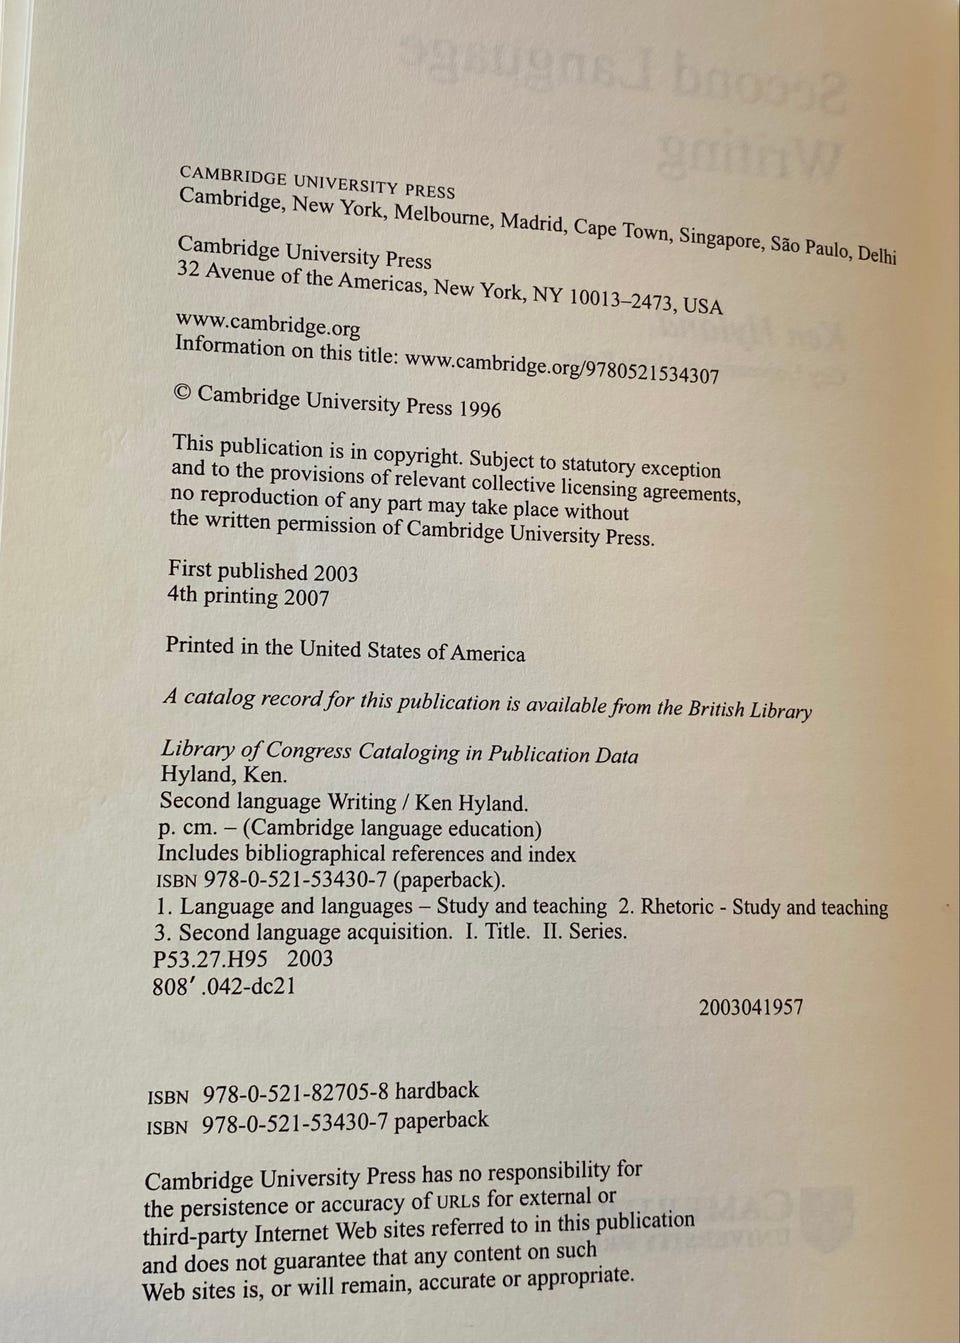 CAMBRIDGE UNIVERSITY PRESS
Cambridge, New York, Melbourne, Madrid, Cape Town, Singapore, São Paulo, Delhi
Cambridge University Press
32 Avenue of the Americas, New York, NY 10013–2473, USA
www.cambridge.org
Information on this title: www.cambridge.org/9780521534307
© Cambridge University Press 1996
This publication is in copyright. Subject to statutory exception
and to the provisions of relevant collective licensing agreements,
no reproduction of any part may take place without
the written permission of Cambridge University Press.
First published 2003
4th printing 2007
Printed in the United States of America
A catalog record for this publication is available from the British Library
Library of Congress Cataloging in Publication Data
Hyland, Ken.
Second language Writing / Ken Hyland.
p. cm. – (Cambridge language education)
Includes bibliographical references and index
ISBN 978-0-521-53430-7 (paperback).
1. Language and languages – Study and teaching 2. Rhetoric - Study and teaching
3. Second language acquisition. I. Title. II. Series.
P53.27.H95 2003
808′.042-dc21
2003041957
ISBN 978-0-521-82705-8 hardback
ISBN 978-0-521-53430-7 paperback
Cambridge University Press has no responsibility for
the persistence or accuracy of URLS for external or
third-party Internet Web sites referred to in this publication
and does not guarantee that any content on such
Web sites is, or will remain, accurate or appropriate.